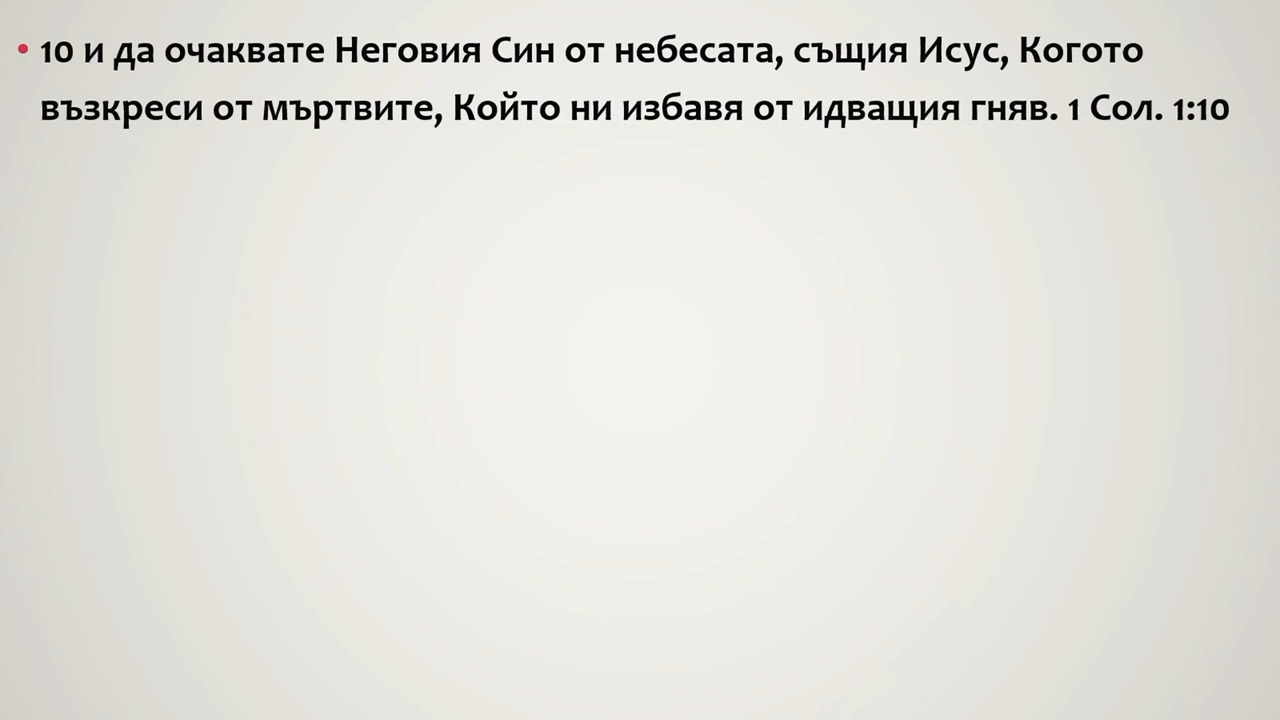 • 10 и да очаквате Неговия Син от небесата, същия Исус, Когото
възкреси от мъртвите, Който ни избавя от идващия гняв. 1 Сол. 1:10